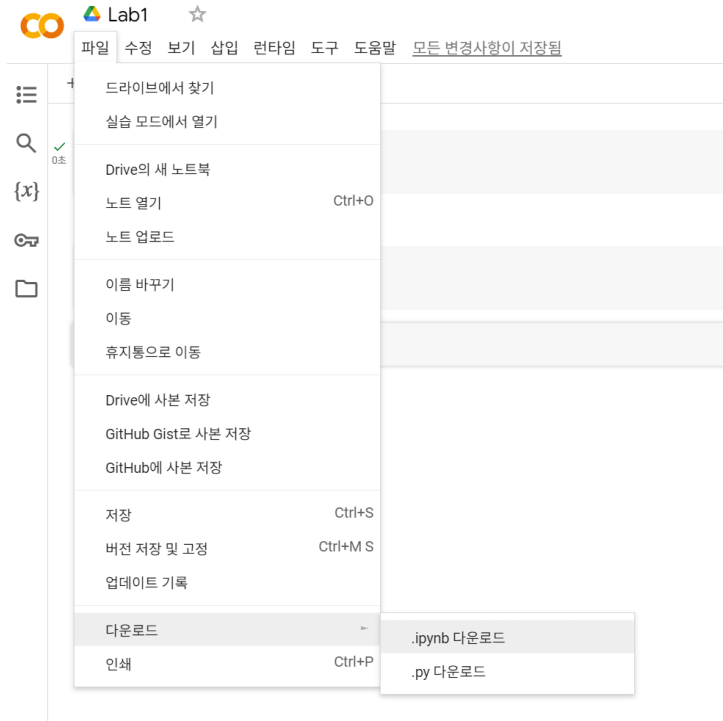 Lab1
파일 수정 보기 삽입 런타임 도구 도움말 모든 변경사항이 저장됨
+
드라이브에서 찾기
실습 모드에서 열기
0초
Drive의 새 노트북
{x}
노트 열기 Ctrl+O
노트 업로드
이름 바꾸기
이동
휴지통으로 이동
Drive에 사본 저장
GitHub Gist로 사본 저장
GitHub에 사본 저장
저장 Ctrl+S
버전 저장 및 고정 Ctrl+M S
업데이트 기록
다운로드
.ipynb 다운로드
인쇄 Ctrl+P
.py 다운로드